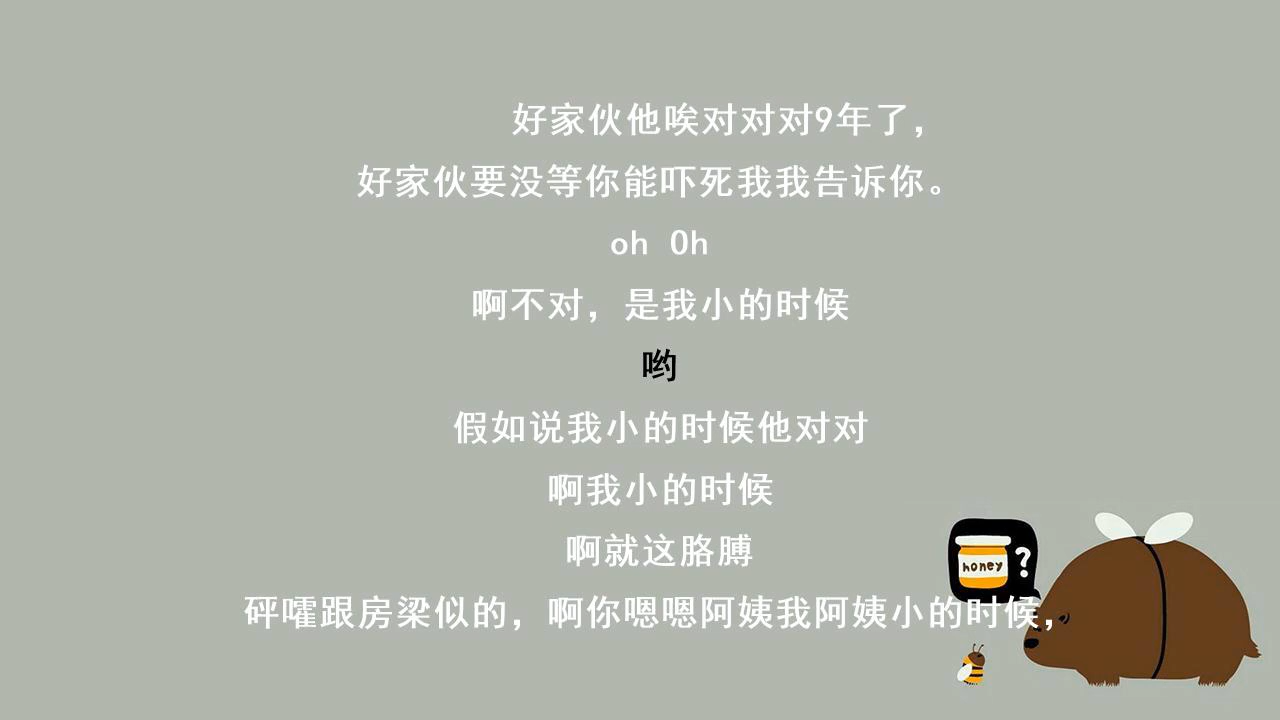 好家伙他唉对对对9年了，
好家伙要没等你能吓死我我告诉你。
oh Oh
啊不对，是我小的时候
哟
假如说我小的时候他对对
啊我小的时候
啊就这胳膊
砰嚯跟房梁似的，啊你嗯嗯阿姨我阿姨小的时候，
honey
?